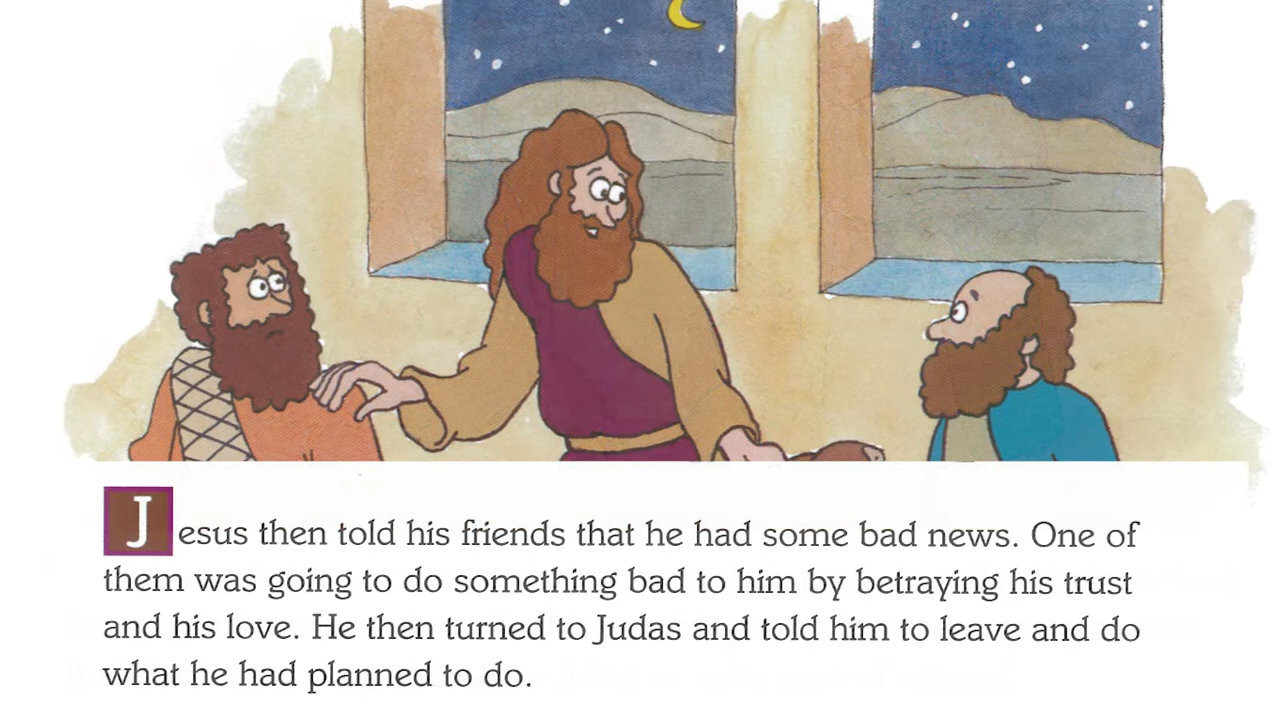 Jesus then told his friends that he had some bad news. One of
them was going to do something bad to him by betraying his trust
and his love. He then turned to Judas and told him to leave and do
what he had planned to do.